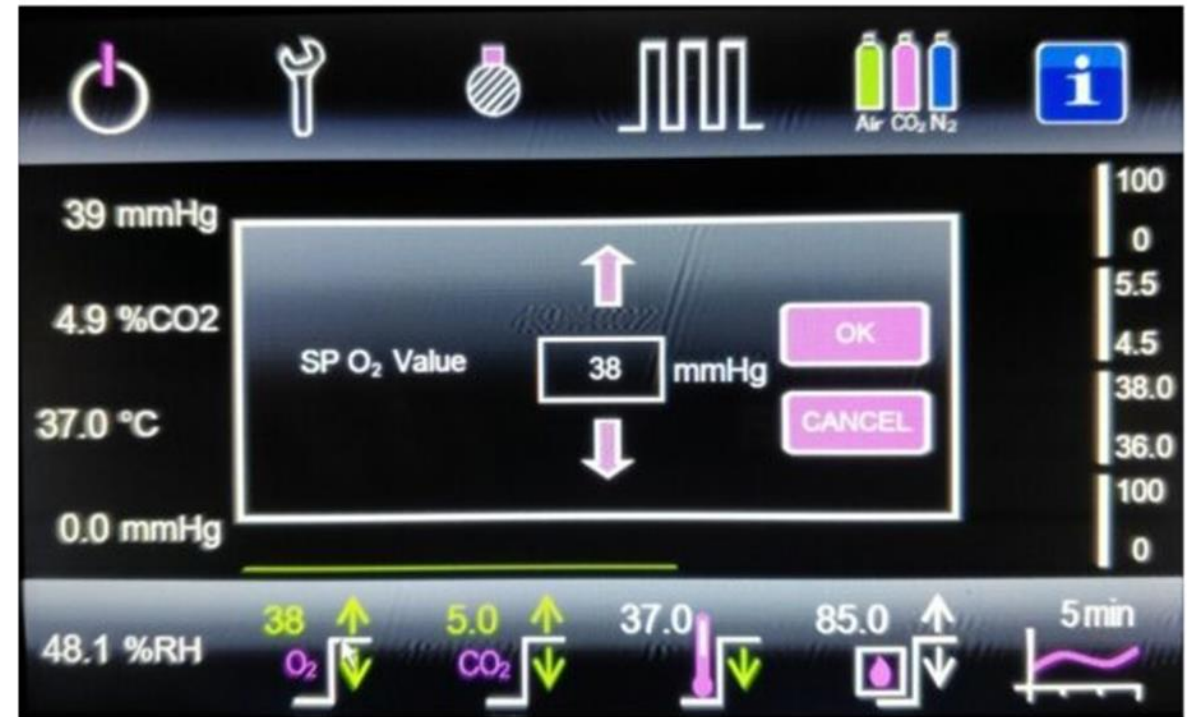 Air CO₂ N₂
i
39 mmHg
100
0
4.9 %CO2
5.5
4.5
SP O₂ Value
38
mmHg
OK
CANCEL
37.0 °C
38.0
36.0
0.0 mmHg
100
0
48.1 %RH
38
O₂
5.0
CO₂
37.0
85.0
5 min